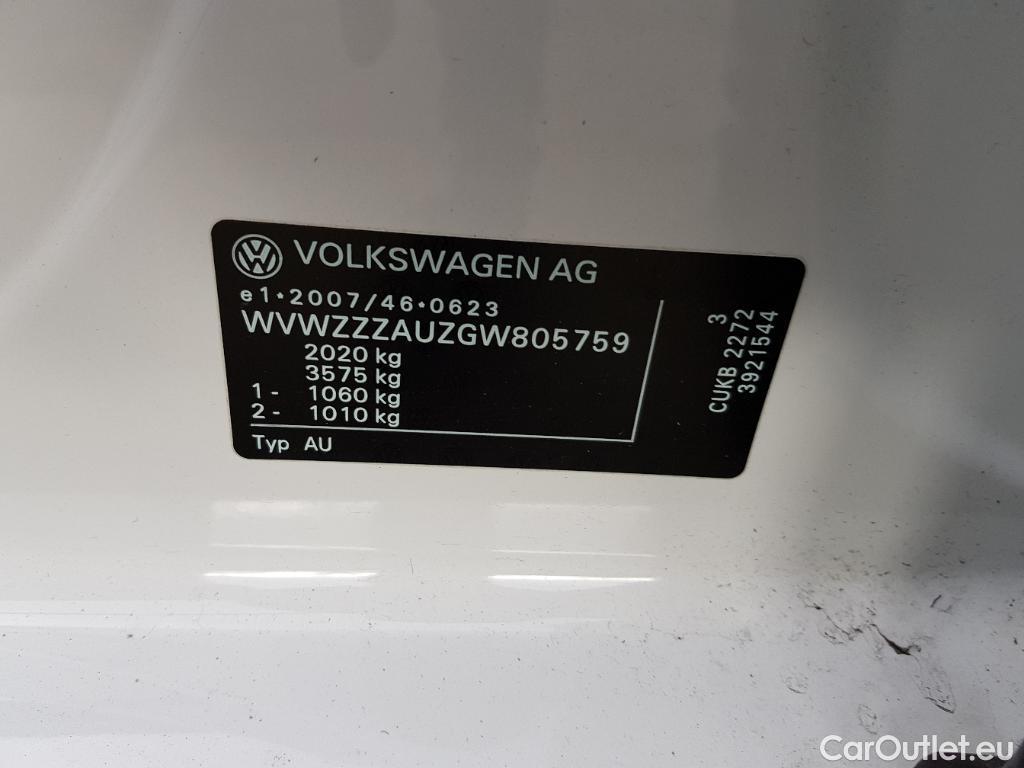 VOLKSWAGEN AG
e1*2007/46*0623
WVWZZZAUZGW805759
2020 kg
3575 kg
1- 1060 kg
2- 1010 kg
Typ AU
3
CUKB 2272
3921544
CarOutlet.eu